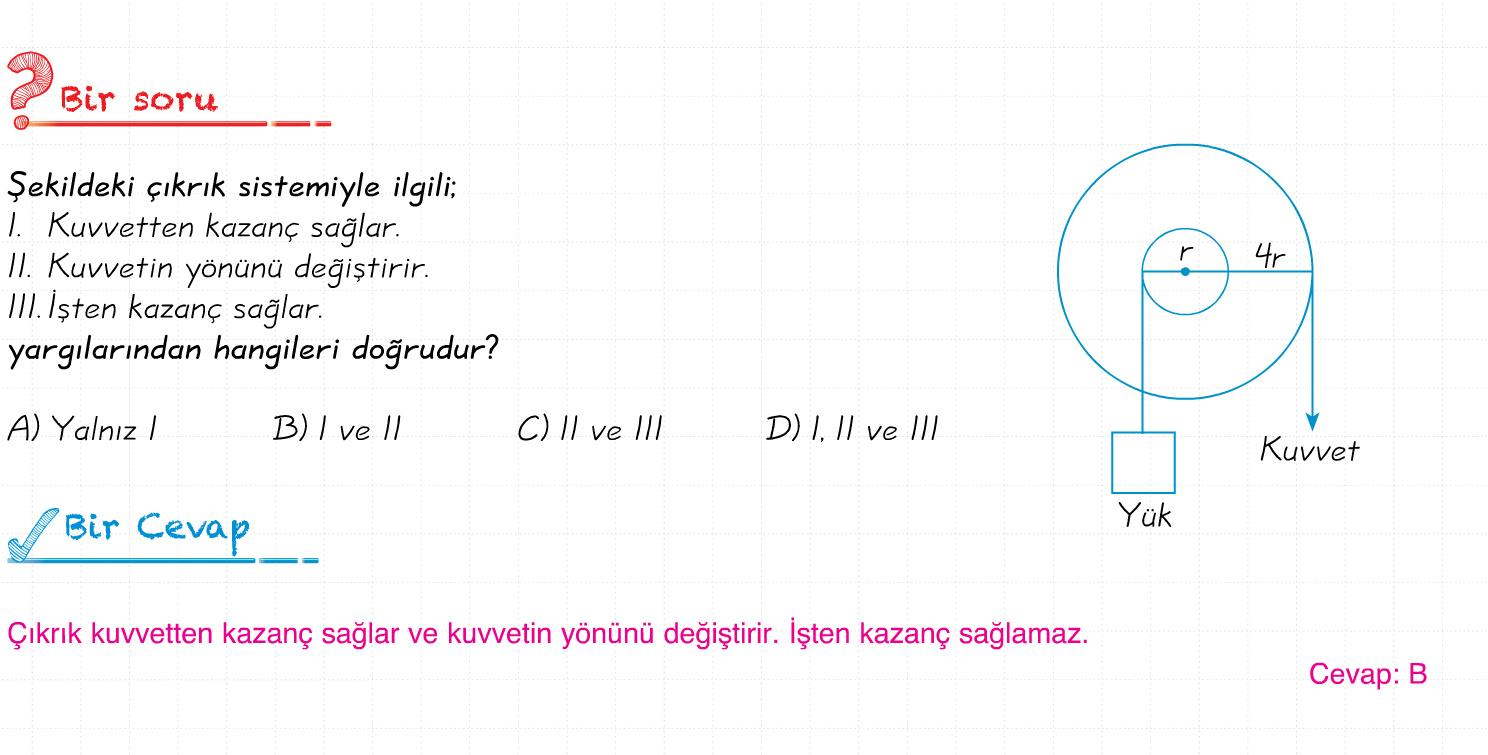 ? Bir soru
Şekildeki çıkrık sistemiyle ilgili;
I. Kuvvetten kazanç sağlar.
II. Kuvvetin yönünü değiştirir.
III. İşten kazanç sağlar.
yargılarından hangileri doğrudur?
A) Yalnız I B) I ve II C) II ve III D) I, II ve III
r 4r
Kuvvet
Yük
Bir Cevap
Çıkrık kuvvetten kazanç sağlar ve kuvvetin yönünü değiştirir. İşten kazanç sağlamaz.
Cevap: B